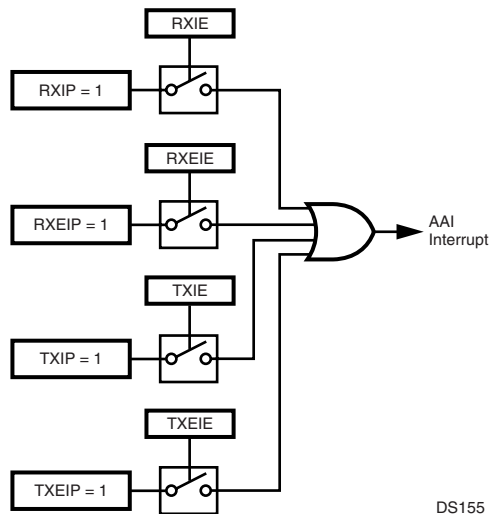 RXIE
RXIP = 1
RXEIE
RXEIP = 1
AAI
Interrupt
TXIE
TXIP = 1
TXEIE
TXEIP = 1
DS155